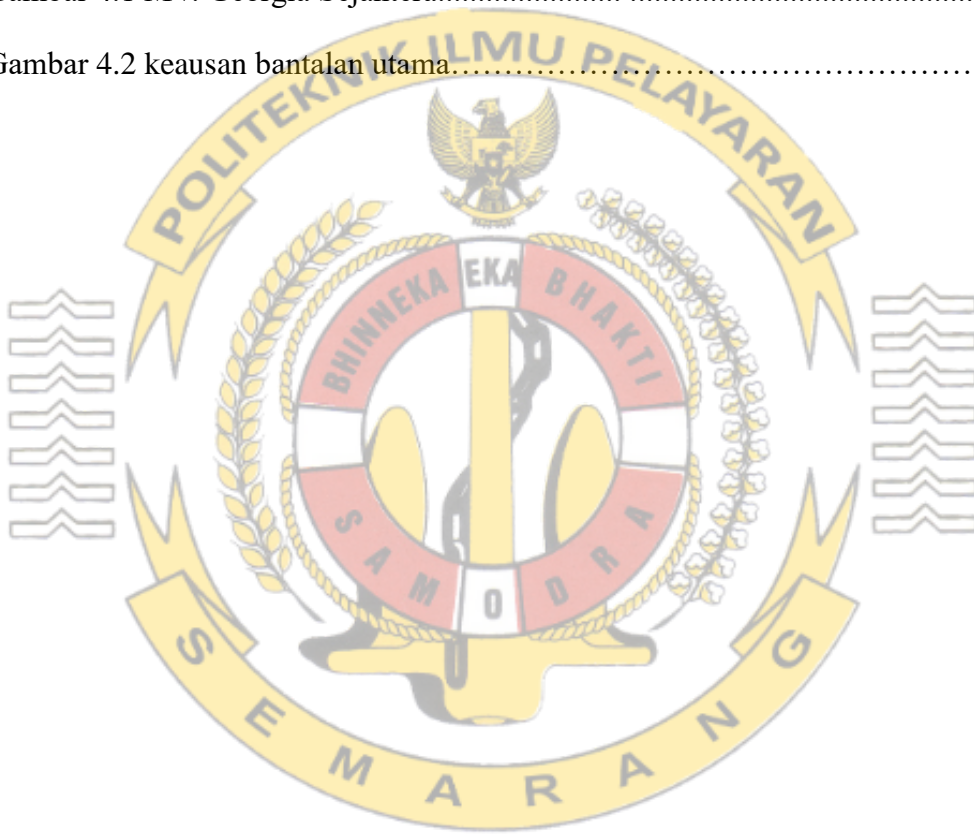 Gambar 4.2 keausan bantalan utama……………………………………………
POLITEKNIK ILMU PELAYARAN
BHINNEKA EKA BHAKTI
SAMODRA
SEMARANG